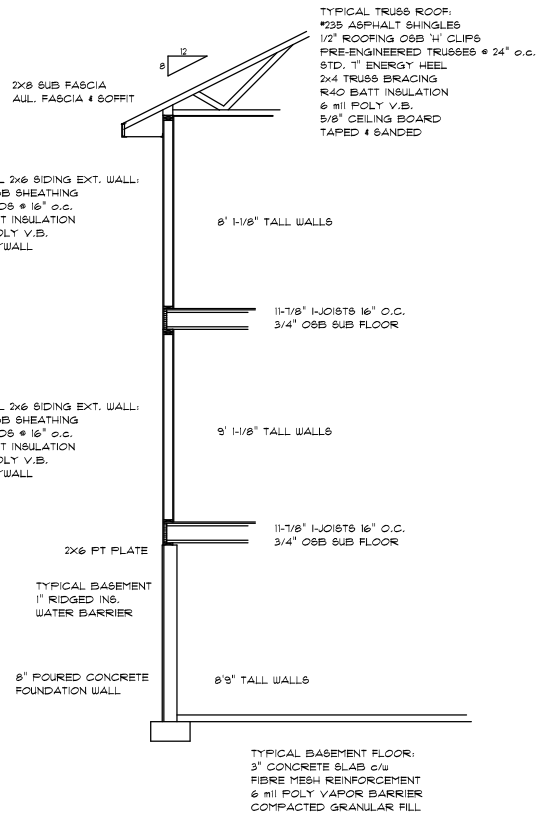 TYPICAL TRUSS ROOF:
#235 ASPHALT SHINGLES
1/2" ROOFING OSB 'H' CLIPS
PRE-ENGINEERED TRUSSES @ 24" o.c.
STD. 7" ENERGY HEEL
2x4 TRUSS BRACING
R40 BATT INSULATION
6 mil POLY V.B.
5/8" CEILING BOARD
TAPED & SANDED
12
8
2X8 SUB FASCIA
AUL. FASCIA & SOFFIT
2x6 SIDING EXT. WALL:
SHEATHING
@ 16" o.c.
INSULATION
V.B.
8' 1-1/8" TALL WALLS
11-7/8" I-JOISTS 16" O.C.
3/4" OSB SUB FLOOR
2x6 SIDING EXT. WALL:
SHEATHING
@ 16" o.c.
INSULATION
V.B.
9' 1-1/8" TALL WALLS
11-7/8" I-JOISTS 16" O.C.
3/4" OSB SUB FLOOR
2X6 PT PLATE
TYPICAL BASEMENT
1" RIDGED INS.
WATER BARRIER
8" POURED CONCRETE
FOUNDATION WALL
8'9" TALL WALLS
TYPICAL BASEMENT FLOOR:
3" CONCRETE SLAB c/w
FIBRE MESH REINFORCEMENT
6 mil POLY VAPOR BARRIER
COMPACTED GRANULAR FILL